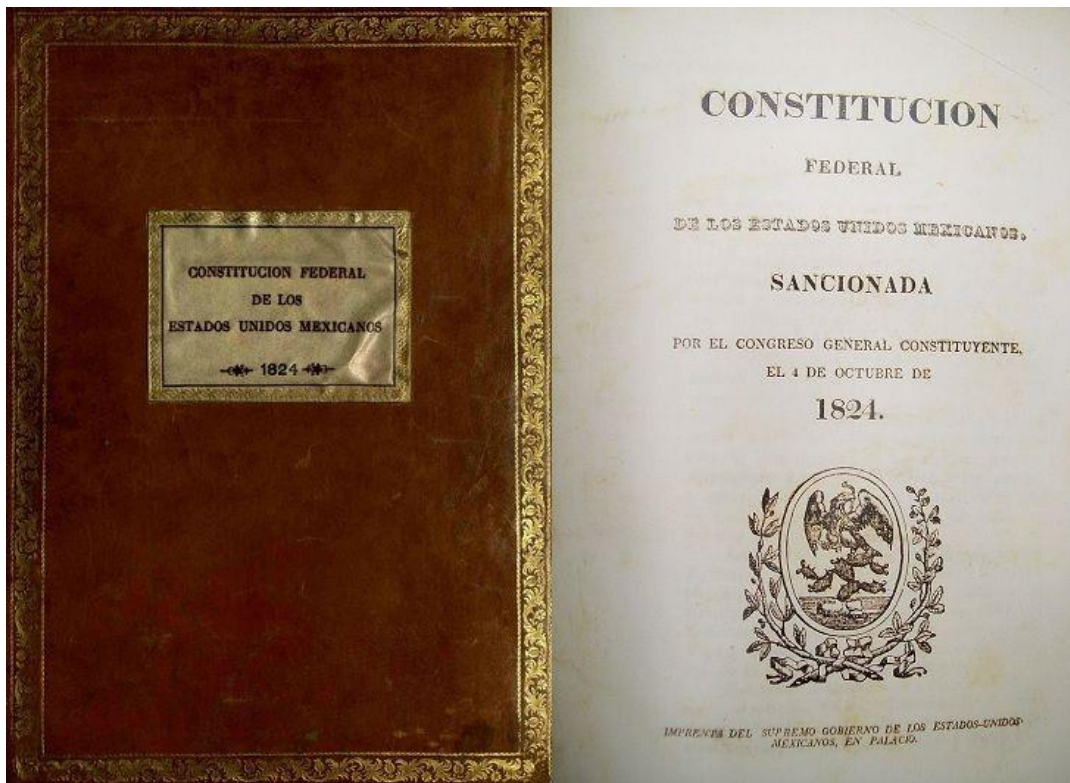 CONSTITUCION FEDERAL
DE LOS
ESTADOS UNIDOS MEXICANOS
1824
CONSTITUCION
FEDERAL
DE LOS ESTADOS UNIDOS MEXICANOS,
SANCIONADA
POR EL CONGRESO GENERAL CONSTITUYENTE,
EL 4 DE OCTUBRE DE
1824.
IMPRENTA DEL SUPREMO GOBIERNO DE LOS ESTADOS-UNIDOS
MEXICANOS, EN PALACIO.